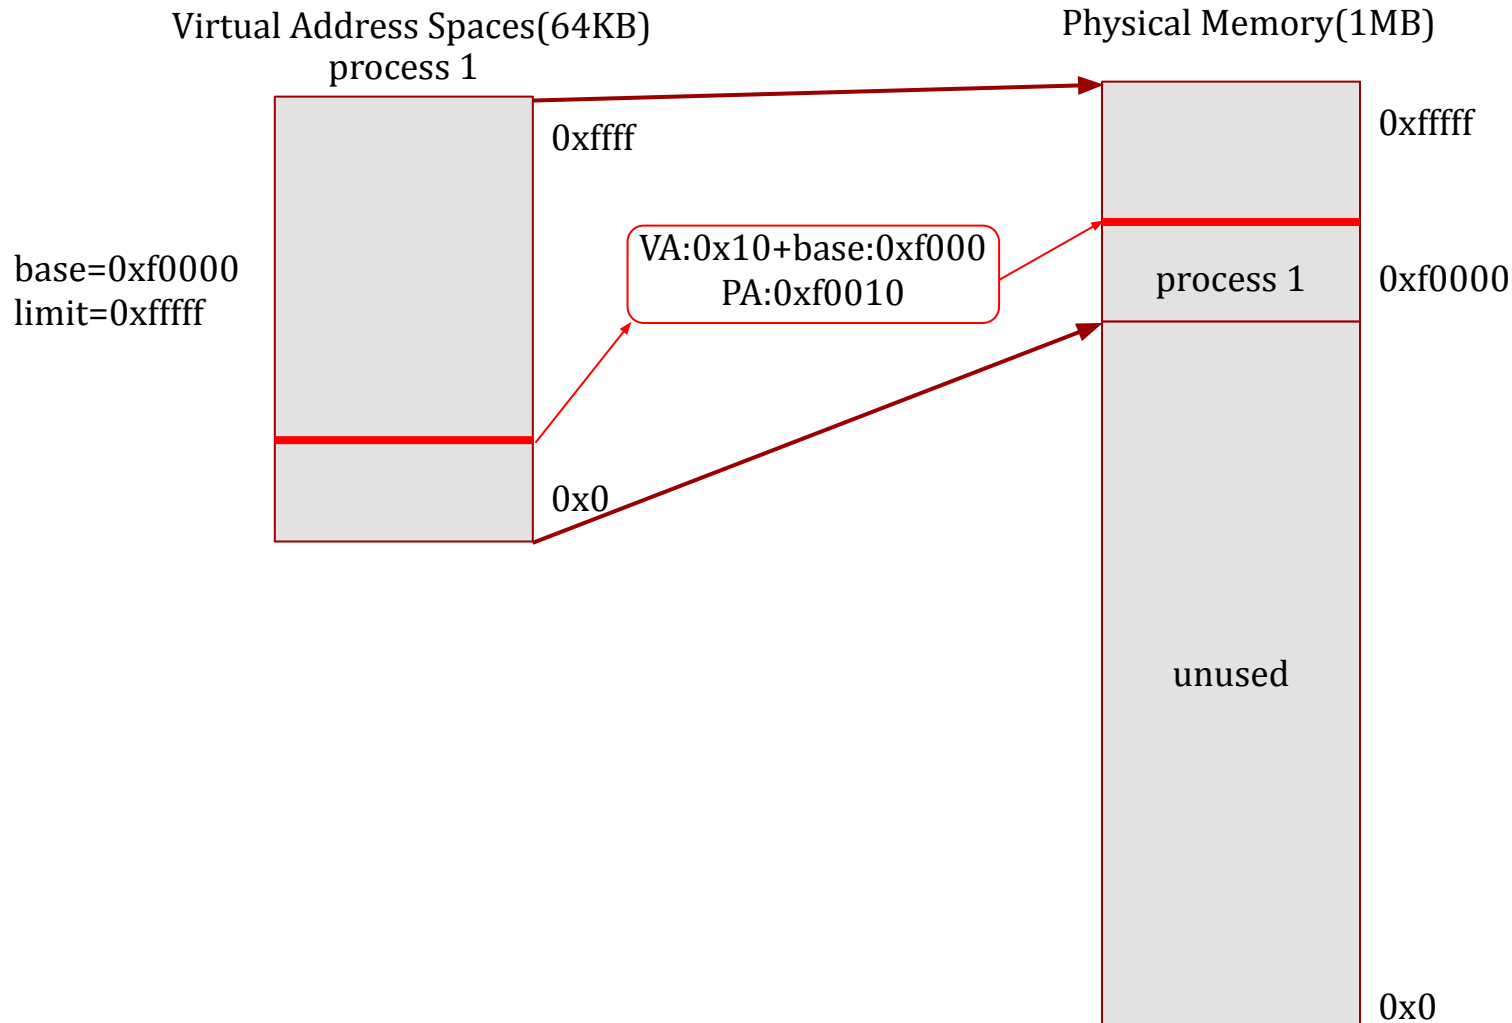 Virtual Address Spaces(64KB)
process 1
Physical Memory(1MB)
0xffff
0xfffff
base=0xf0000
limit=0xfffff
VA:0x10+base:0xf000
PA:0xf0010
process 1
0xf0000
0x0
unused
0x0